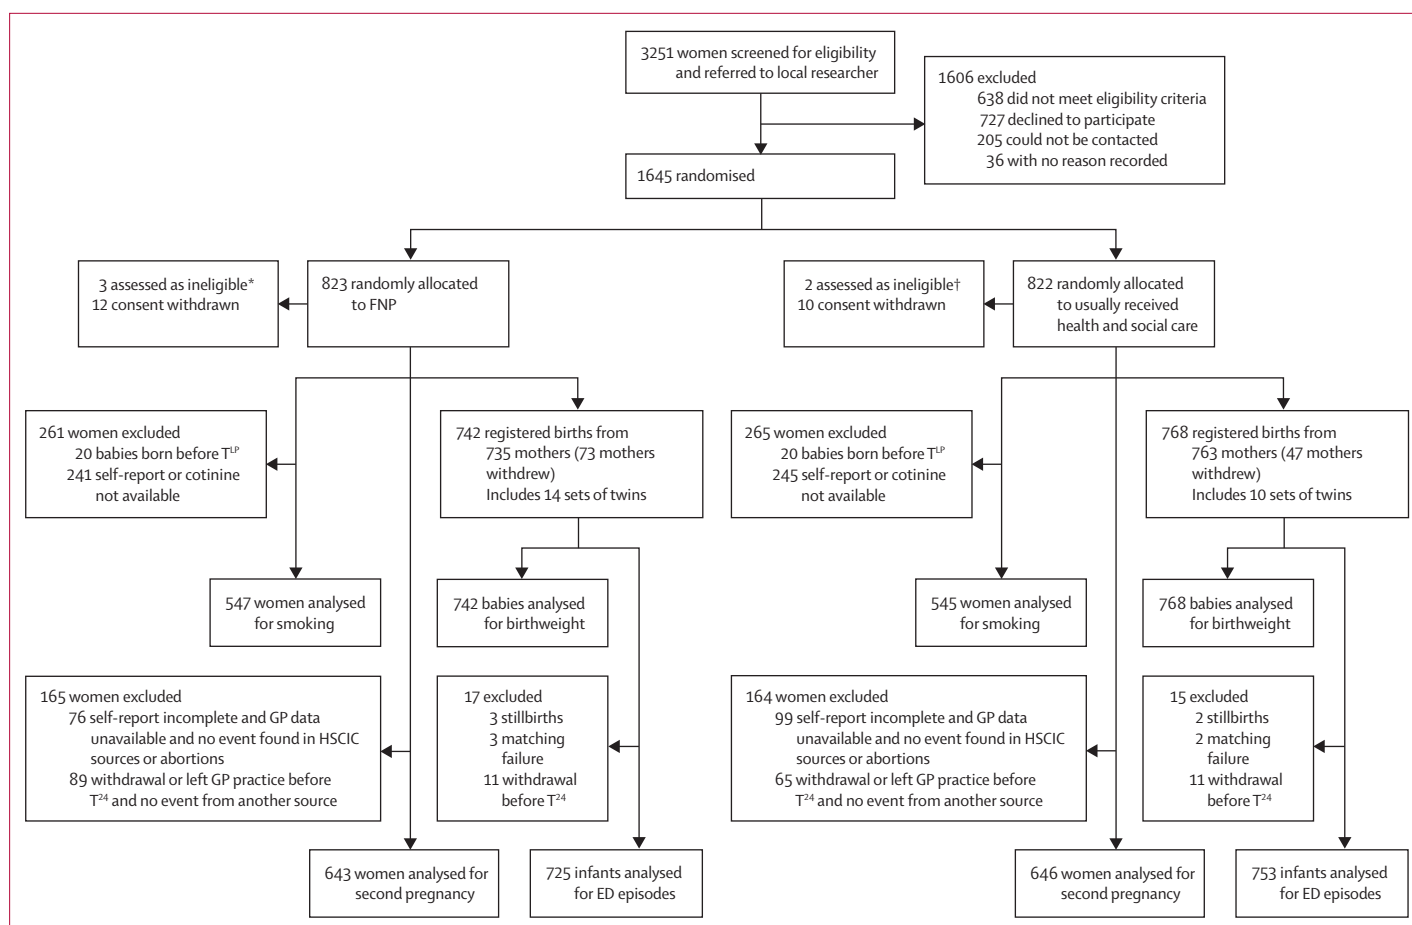 3251 women screened for eligibility
and referred to local researcher
1606 excluded
638 did not meet eligibility criteria
727 declined to participate
205 could not be contacted
36 with no reason recorded
1645 randomised
3 assessed as ineligible*
12 consent withdrawn
823 randomly allocated
to FNP
2 assessed as ineligible†
10 consent withdrawn
822 randomly allocated
to usually received
health and social care
261 women excluded
20 babies born before Tᴸᴾ
241 self-report or cotinine
not available
742 registered births from
735 mothers (73 mothers
withdrew)
Includes 14 sets of twins
265 women excluded
20 babies born before Tᴸᴾ
245 self-report or cotinine
not available
768 registered births from
763 mothers (47 mothers
withdrew)
Includes 10 sets of twins
547 women analysed
for smoking
742 babies analysed
for birthweight
545 women analysed
for smoking
768 babies analysed
for birthweight
165 women excluded
76 self-report incomplete and GP data
unavailable and no event found in HSCIC
sources or abortions
89 withdrawal or left GP practice before
T²⁴ and no event from another source
17 excluded
3 stillbirths
3 matching
failure
11 withdrawal
before T²⁴
164 women excluded
99 self-report incomplete and GP data
unavailable and no event found in HSCIC
sources or abortions
65 withdrawal or left GP practice before
T²⁴ and no event from another source
15 excluded
2 stillbirths
2 matching
failure
11 withdrawal
before T²⁴
643 women analysed for
second pregnancy
725 infants analysed
for ED episodes
646 women analysed for
second pregnancy
753 infants analysed
for ED episodes